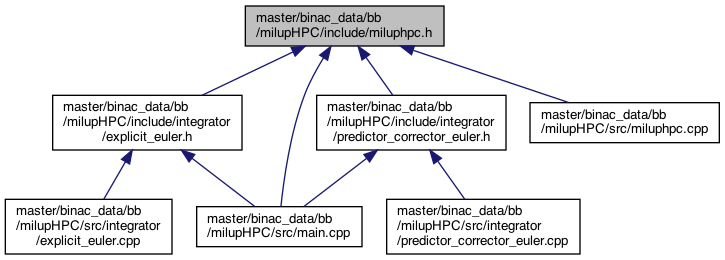 master/binac_data/bb
/milupHPC/include/miluphpc.h
master/binac_data/bb
/milupHPC/include/integrator
/explicit_euler.h
master/binac_data/bb
/milupHPC/include/integrator
/predictor_corrector_euler.h
master/binac_data/bb
/milupHPC/src/miluphpc.cpp
master/binac_data/bb
/milupHPC/src/integrator
/explicit_euler.cpp
master/binac_data/bb
/milupHPC/src/main.cpp
master/binac_data/bb
/milupHPC/src/integrator
/predictor_corrector_euler.cpp